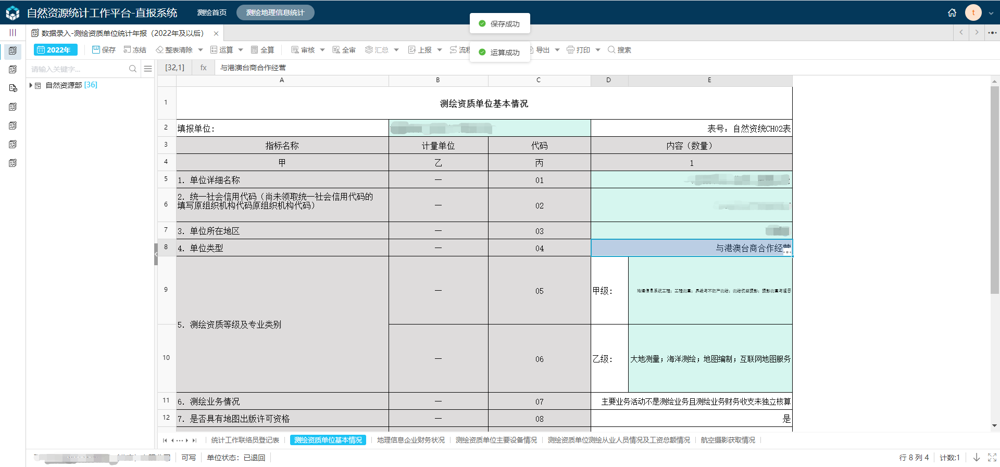 自然资源统计工作平台-直报系统 测绘首页 测绘地理信息统计 t
保存成功
数据录入-测绘资质单位统计年报（2022年及以后） ×
2022年 保存 冻结 整表清除 运算 全算 审核 全审 汇总 上报 流程 导出 打印 搜索
运算成功
请输入关键字...
[32,1] fx 与港澳台商合作经营
自然资源部 [36]
A B C D E
1 测绘资质单位基本情况
2 填报单位: 表号: 自然资统CH02表
3 指标名称 计量单位 代码 内容（数量）
4 甲 乙 丙 1
5 1. 单位详细名称 — 01
6 2. 统一社会信用代码（尚未领取统一社会信用代码的
填写原组织机构代码原组织机构代码） — 02
7 3. 单位所在地区 — 03
8 4. 单位类型 — 04 与港澳台商合作经营
9 — 05 甲级: 地理信息系统工程; 工程测量; 界线与不动产测绘; 测绘航空摄影; 摄影测量与遥感
5. 测绘资质等级及专业类别
10 — 06 乙级: 大地测量; 海洋测绘; 地图编制; 互联网地图服务
11 6. 测绘业务情况 — 07 主要业务活动不是测绘业务且测绘业务财务收支未独立核算
12 7. 是否具有地图出版许可资格 — 08 是
统计工作联络员登记表 测绘资质单位基本情况 地理信息企业财务状况 测绘资质单位主要设备情况 测绘资质单位测绘从业人员情况及工资总额情况 航空摄影获取情况
可写 单位状态: 已退回 行 8 列 4 计数:1